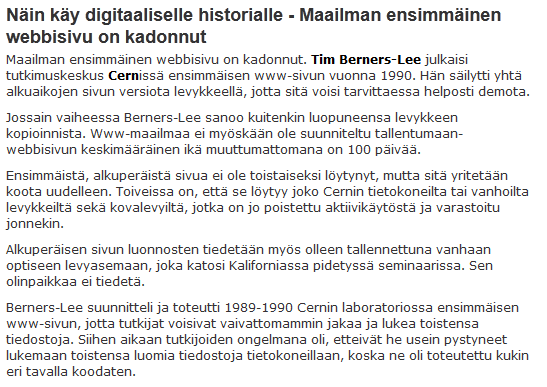 Näin käy digitaaliselle historialle - Maailman ensimmäinen
webbisivu on kadonnut
Maailman ensimmäinen webbisivu on kadonnut. Tim Berners-Lee julkaisi
tutkimuskeskus Cernissä ensimmäisen www-sivun vuonna 1990. Hän säilytti yhtä
alkuaikojen sivun versiota levykkeellä, jotta sitä voisi tarvittaessa helposti demota.
Jossain vaiheessa Berners-Lee sanoo kuitenkin luopuneensa levykkeen
kopioinnista. Www-maailmaa ei myöskään ole suunniteltu tallentumaan-
webbisivun keskimääräinen ikä muuttumattomana on 100 päivää.
Ensimmäistä, alkuperäistä sivua ei ole toistaiseksi löytynyt, mutta sitä yritetään
koota uudelleen. Toiveissa on, että se löytyy joko Cernin tietokoneilta tai vanhoilta
levykkeiltä sekä kovalevyiltä, jotka on jo poistettu aktiivikäytöstä ja varastoitu
jonnekin.
Alkuperäisen sivun luonnosten tiedetään myös olleen tallennettuna vanhaan
optiseen levyasemaan, joka katosi Kaliforniassa pidetyssä seminaarissa. Sen
olinpaikkaa ei tiedetä.
Berners-Lee suunnitteli ja toteutti 1989-1990 Cernin laboratoriossa ensimmäisen
www-sivun, jotta tutkijat voisivat vaivattomammin jakaa ja lukea toistensa
tiedostoja. Siihen aikaan tutkijoiden ongelmana oli, etteivät he usein pystyneet
lukemaan toistensa luomia tiedostoja tietokoneillaan, koska ne oli toteutettu kukin
eri tavalla koodaten.